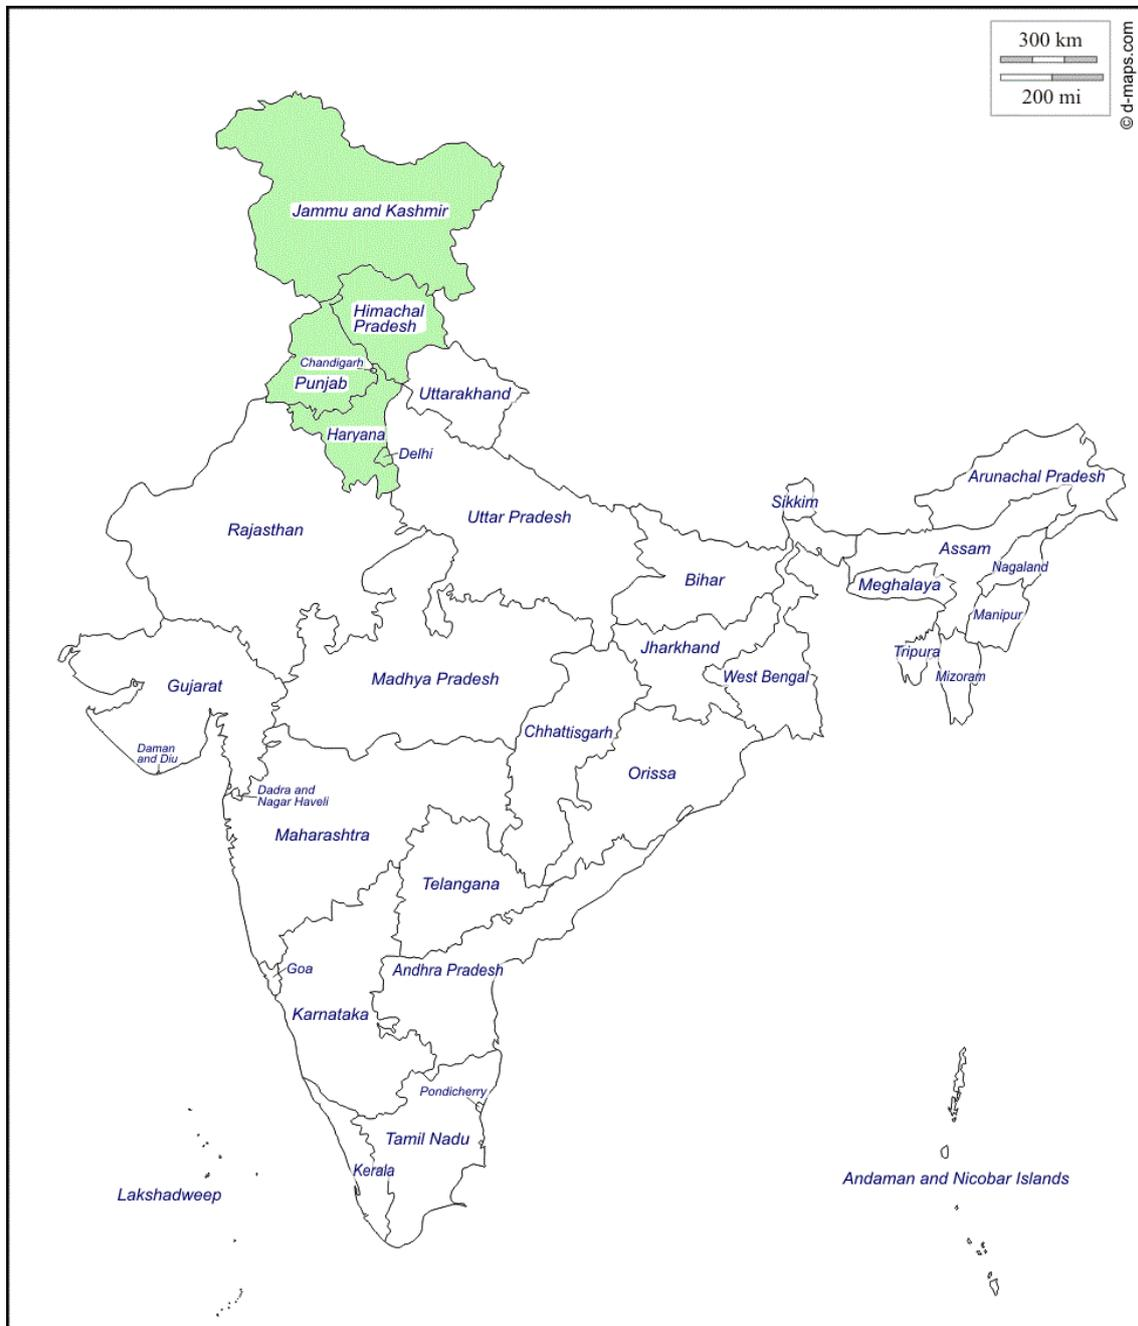 300 km
200 mi
© d-maps.com
Jammu and Kashmir
Himachal
Pradesh
Chandigarh
Punjab
Uttarakhand
Haryana
Delhi
Arunachal Pradesh
Sikkim
Rajasthan
Uttar Pradesh
Assam
Nagaland
Bihar
Meghalaya
Manipur
Jharkhand
Tripura
West Bengal
Mizoram
Gujarat
Madhya Pradesh
Chhattisgarh
Daman
and Diu
Orissa
Dadra and
Nagar Haveli
Maharashtra
Telangana
Goa
Andhra Pradesh
Karnataka
Pondicherry
Tamil Nadu
Kerala
Lakshadweep
Andaman and Nicobar Islands